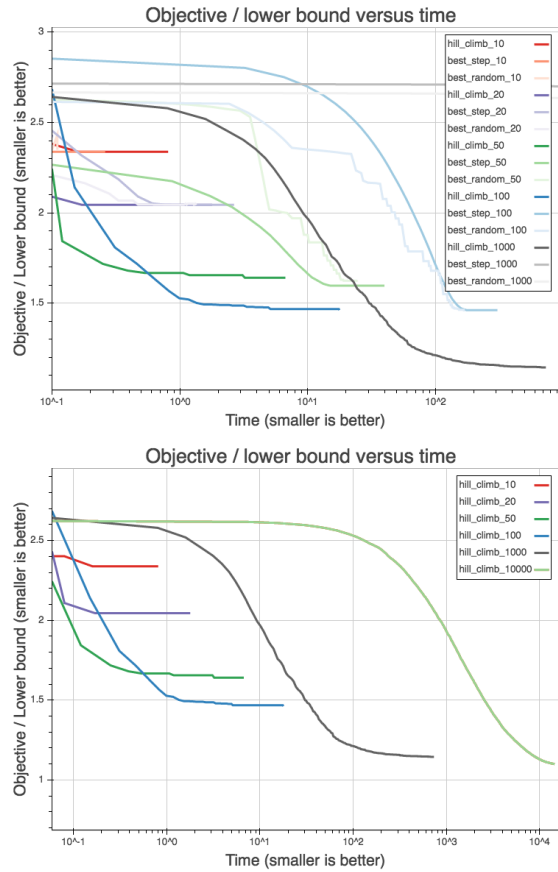 Objective / lower bound versus time
3
2.5
2
1.5
Objective / Lower bound (smaller is better)
hill_climb_10
best_step_10
best_random_10
hill_climb_20
best_step_20
best_random_20
hill_climb_50
best_step_50
best_random_50
hill_climb_100
best_step_100
best_random_100
hill_climb_1000
best_step_1000
best_random_1000
10^-1
10^0
10^1
10^2
Time (smaller is better)
Objective / lower bound versus time
2.5
2
1.5
1
Objective / Lower bound (smaller is better)
hill_climb_10
hill_climb_20
hill_climb_50
hill_climb_100
hill_climb_1000
hill_climb_10000
10^-1
10^0
10^1
10^2
10^3
10^4
Time (smaller is better)